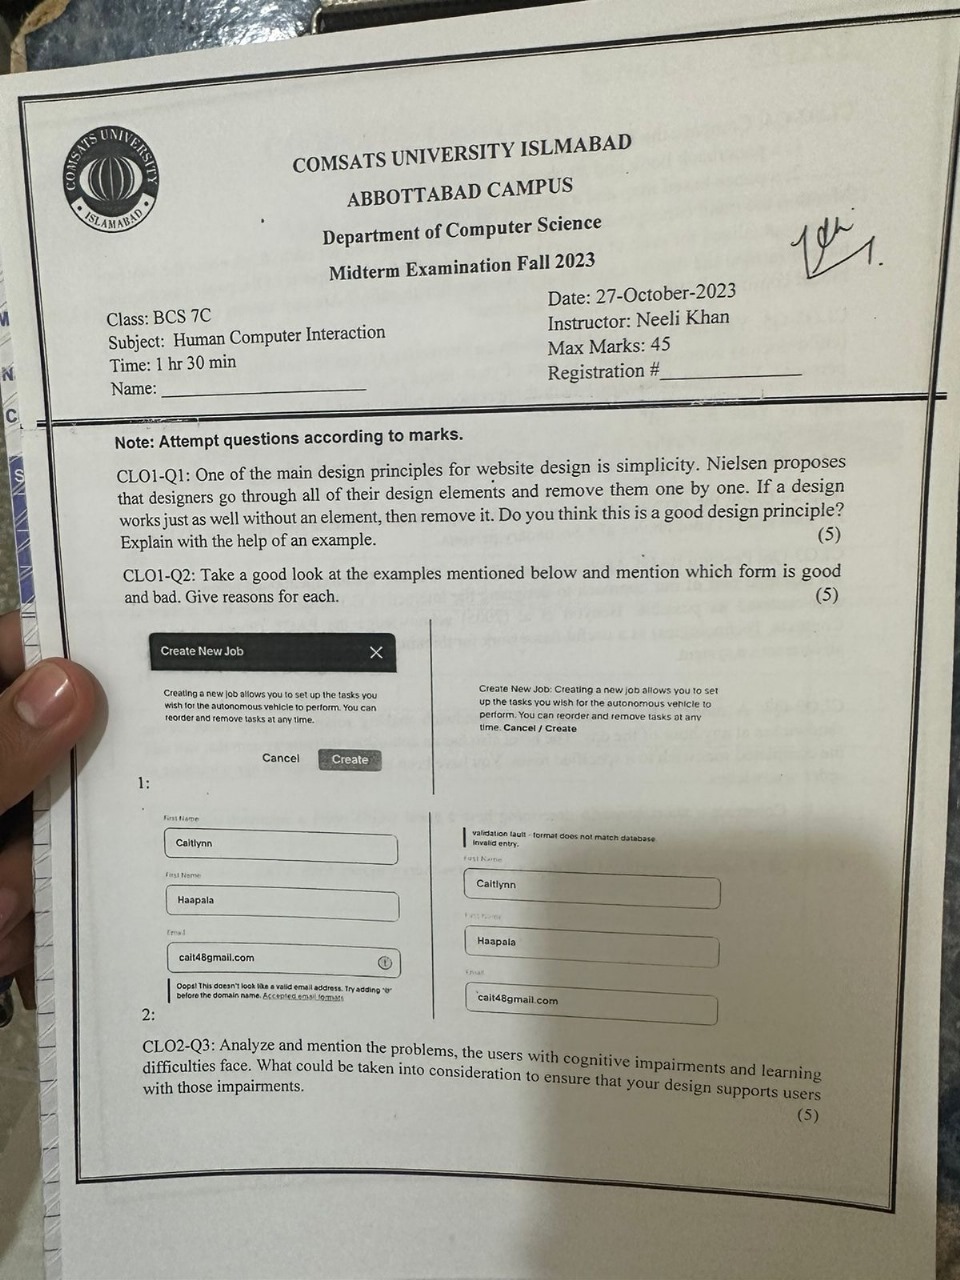 COMSATS UNIVERSITY
ISLAMABAD
COMSATS UNIVERSITY ISLMABAD
ABBOTTABAD CAMPUS
Department of Computer Science
Midterm Examination Fall 2023
Class: BCS 7C
Subject: Human Computer Interaction
Time: 1 hr 30 min
Name:
Date: 27-October-2023
Instructor: Neeli Khan
Max Marks: 45
Registration #
Note: Attempt questions according to marks.
CLO1-Q1: One of the main design principles for website design is simplicity. Nielsen proposes
that designers go through all of their design elements and remove them one by one. If a design
works just as well without an element, then remove it. Do you think this is a good design principle?
Explain with the help of an example. (5)
CLO1-Q2: Take a good look at the examples mentioned below and mention which form is good
and bad. Give reasons for each. (5)
Create New Job
Creating a new job allows you to set up the tasks you
wish for the autonomous vehicle to perform. You can
reorder and remove tasks at any time.
Cancel Create
1:
Create New Job: Creating a new job allows you to set
up the tasks you wish for the autonomous vehicle to
perform. You can reorder and remove tasks at any
time. Cancel / Create
First Name
Caitlynn
First Name
Haapala
Email
cait48gmail.com
Oops! This doesn't look like a valid email address. Try adding '@'
before the domain name. Accepted email formats
2:
validation fault - format does not match database
Invalid entry.
First Name
Caitlynn
First Name
Haapala
Email
cait48gmail.com
CLO2-Q3: Analyze and mention the problems, the users with cognitive impairments and learning
difficulties face. What could be taken into consideration to ensure that your design supports users
with those impairments.
(5)